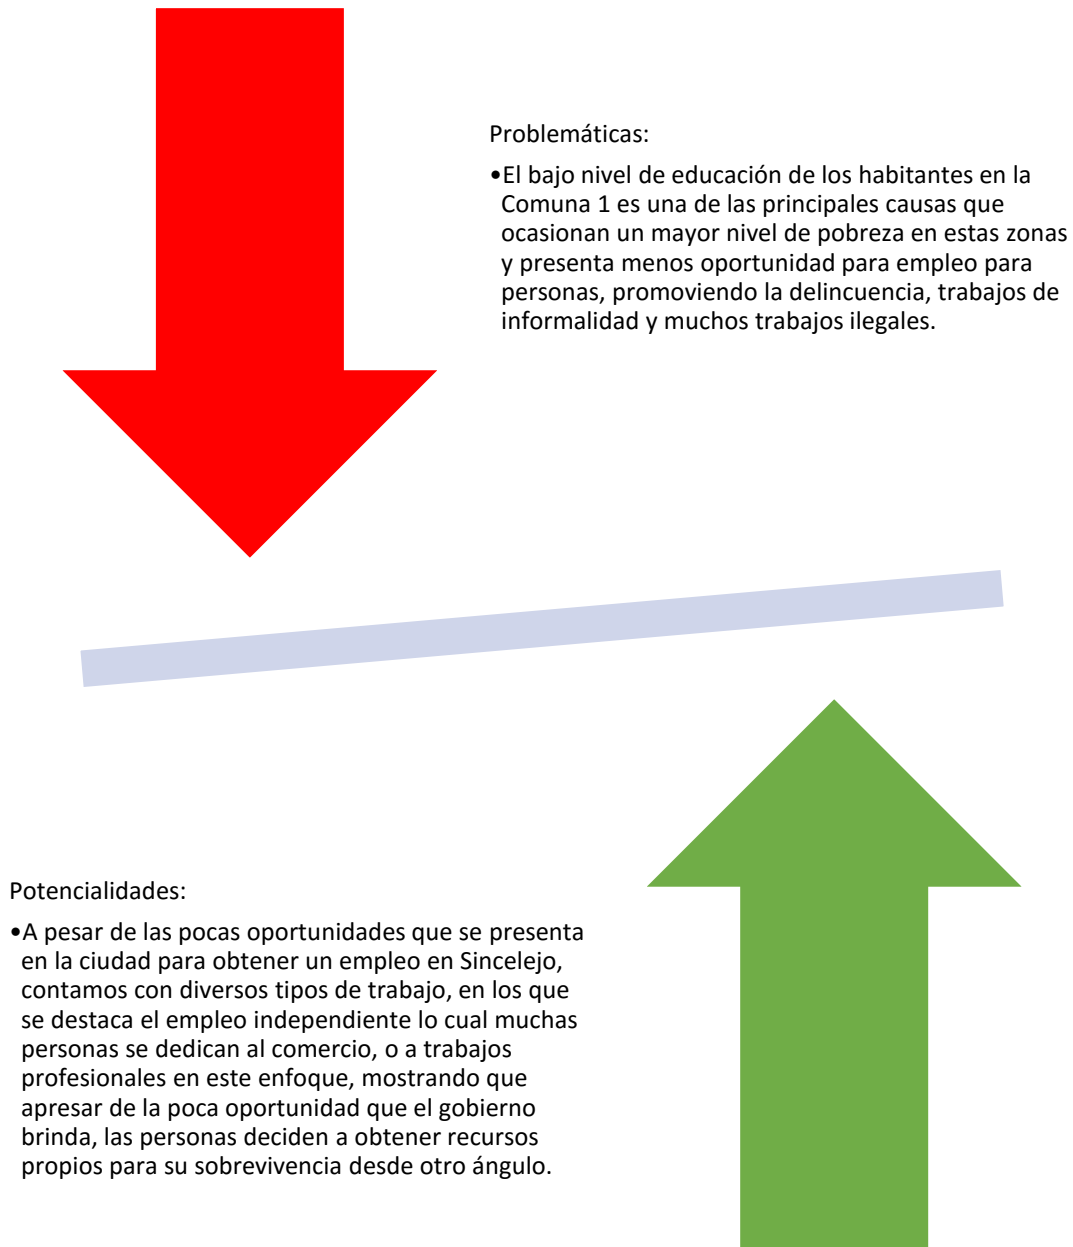 Problemáticas:
•El bajo nivel de educación de los habitantes en la
Comuna 1 es una de las principales causas que
ocasionan un mayor nivel de pobreza en estas zonas
y presenta menos oportunidad para empleo para
personas, promoviendo la delincuencia, trabajos de
informalidad y muchos trabajos ilegales.
Potencialidades:
•A pesar de las pocas oportunidades que se presenta
en la ciudad para obtener un empleo en Sincelejo,
contamos con diversos tipos de trabajo, en los que
se destaca el empleo independiente lo cual muchas
personas se dedican al comercio, o a trabajos
profesionales en este enfoque, mostrando que
apresar de la poca oportunidad que el gobierno
brinda, las personas deciden a obtener recursos
propios para su sobrevivencia desde otro ángulo.